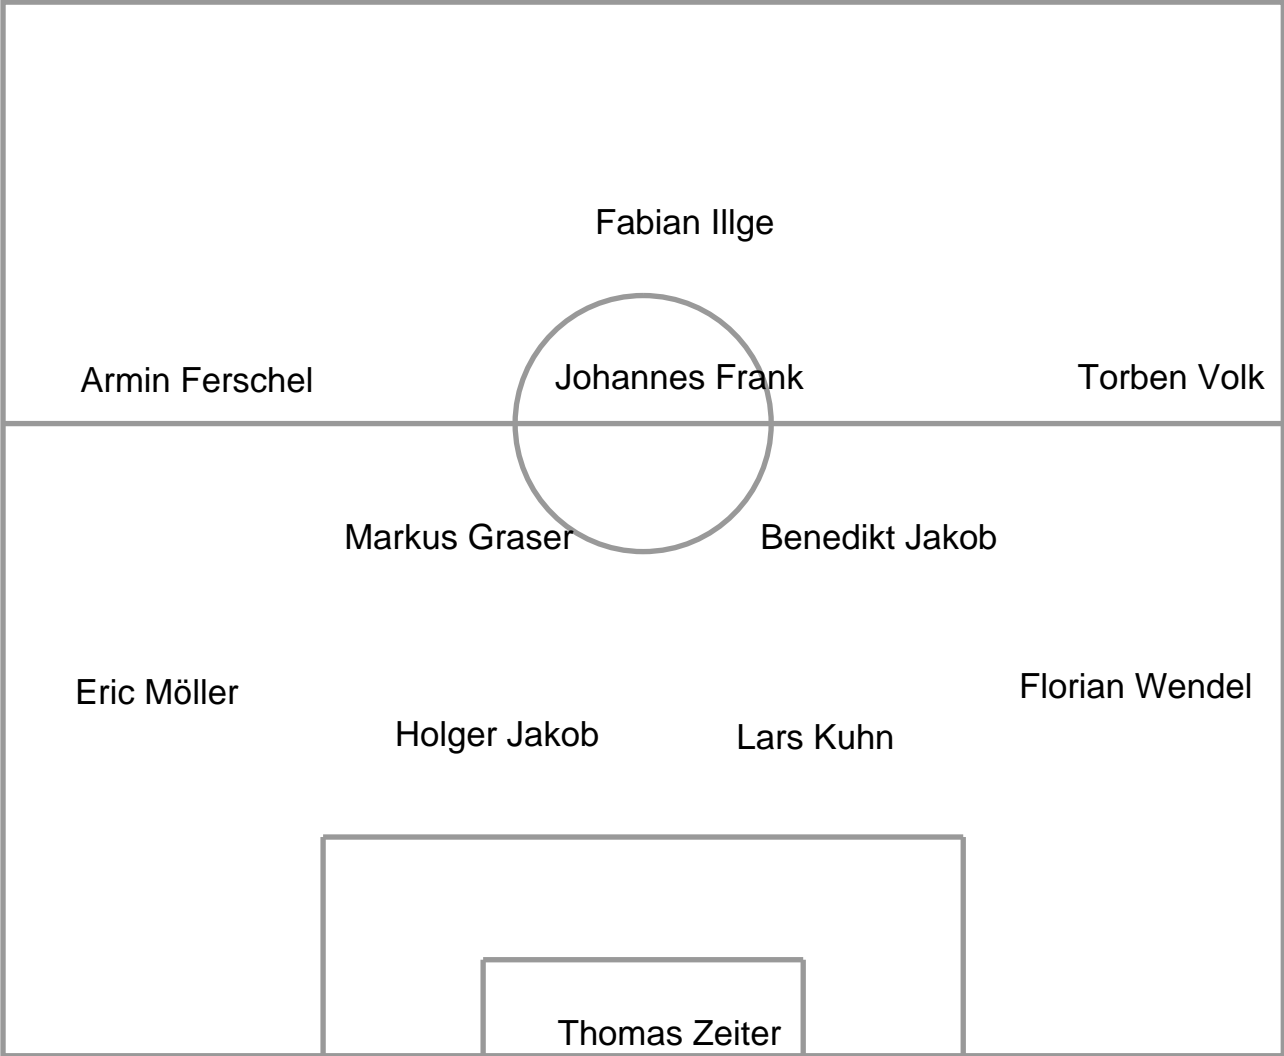 Fabian Illge
Armin Ferschel
Johannes Frank
Torben Volk
Markus Graser
Benedikt Jakob
Eric Möller
Florian Wendel
Holger Jakob
Lars Kuhn
Thomas Zeiter